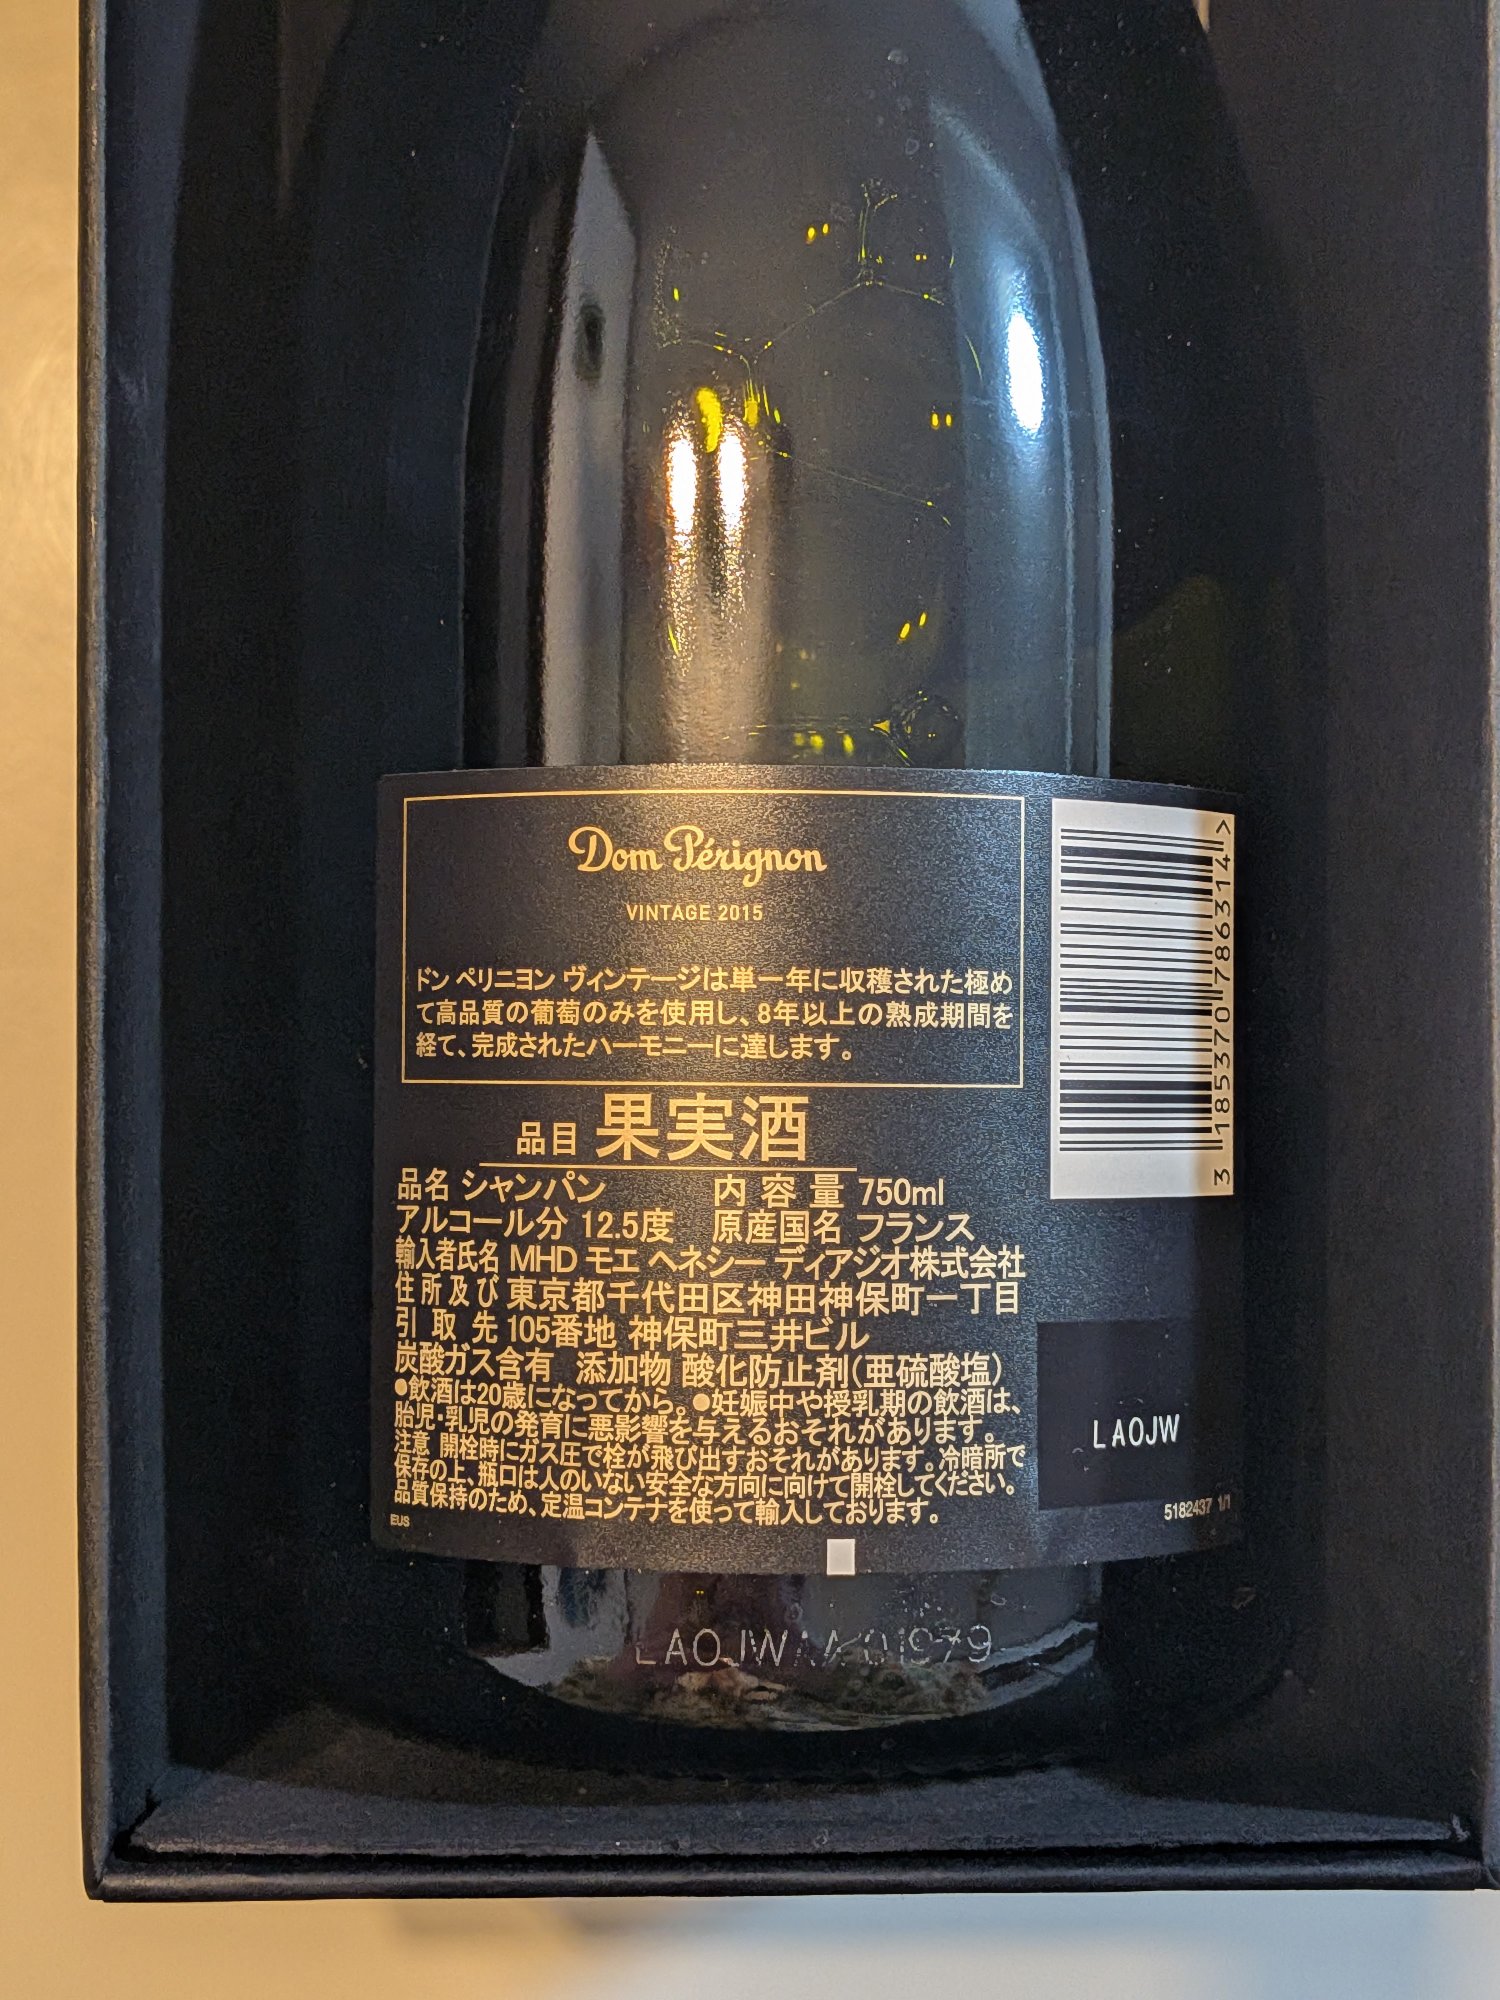 Dom Pérignon
VINTAGE 2015
ドン ペリニヨン ヴィンテージは単一年に収穫された極め
て高品質の葡萄のみを使用し、8年以上の熟成期間を
経て、完成されたハーモニーに達します。
品目 果実酒
品名 シャンパン 内容量 750ml
アルコール分 12.5度 原産国名 フランス
輸入者氏名 MHD モエ ヘネシー ディアジオ株式会社
住所及び 東京都千代田区神田神保町一丁目
引取先 105番地 神保町三井ビル
炭酸ガス含有 添加物 酸化防止剤(亜硫酸塩)
●飲酒は20歳になってから。●妊娠中や授乳期の飲酒は、
胎児・乳児の発育に悪影響を与えるおそれがあります。
注意 開栓時にガス圧で栓が飛び出すおそれがあります。冷暗所で
保存の上、瓶口は人のいない安全な方向に向けて開栓してください。
品質保持のため、定温コンテナを使って輸入しております。
EUS
3 185370 786314 >
LAOJW
5182437 1/1
LAOJW